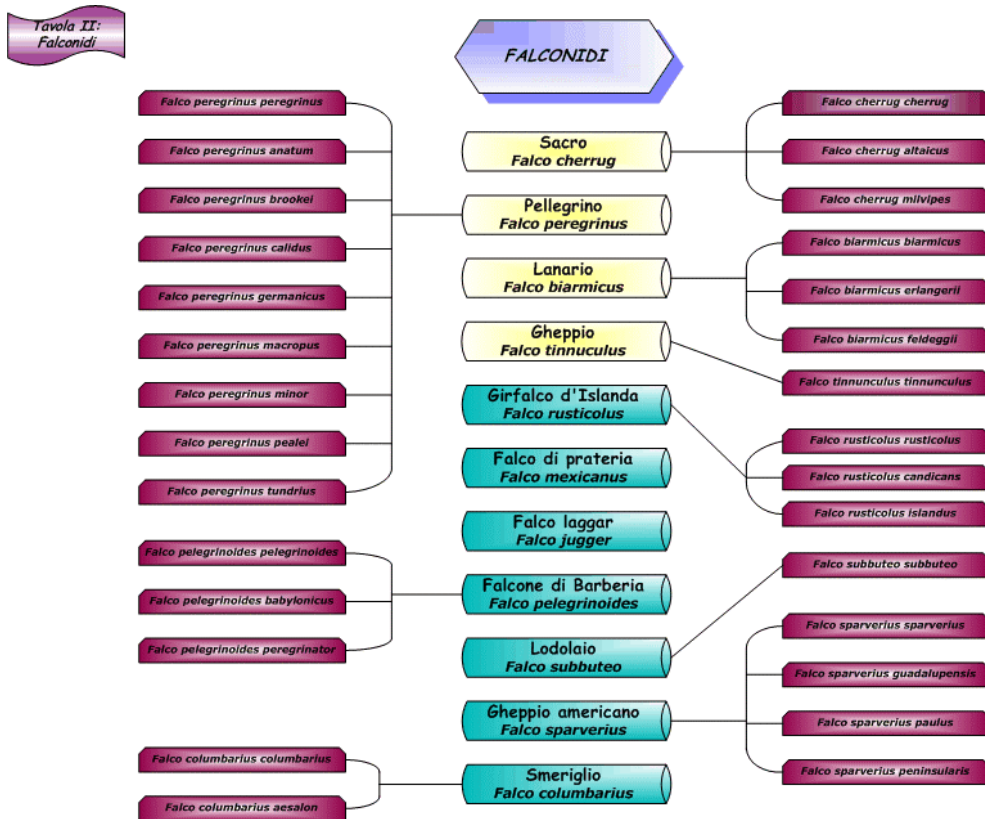 Tavola II:
Falconidi
FALCONIDI
Falco peregrinus peregrinus
Falco peregrinus anatum
Falco peregrinus brookei
Falco peregrinus calidus
Falco peregrinus germanicus
Falco peregrinus macropus
Falco peregrinus minor
Falco peregrinus pealei
Falco peregrinus tundrius
Falco pelegrinoides pelegrinoides
Falco pelegrinoides babylonicus
Falco pelegrinoides peregrinator
Falco columbarius columbarius
Falco columbarius aesalon
Sacro
Falco cherrug
Pellegrino
Falco peregrinus
Lanario
Falco biarmicus
Gheppio
Falco tinnuculus
Girfalco d'Islanda
Falco rusticolus
Falco di prateria
Falco mexicanus
Falco laggar
Falco jugger
Falcone di Barberia
Falco pelegrinoides
Lodolaio
Falco subbuteo
Gheppio americano
Falco sparverius
Smeriglio
Falco columbarius
Falco cherrug cherrug
Falco cherrug altaicus
Falco cherrug milvipes
Falco biarmicus biarmicus
Falco biarmicus erlangerii
Falco biarmicus feldeggii
Falco tinnunculus tinnunculus
Falco rusticolus rusticolus
Falco rusticolus candicans
Falco rusticolus islandus
Falco subbuteo subbuteo
Falco sparverius sparverius
Falco sparverius guadalupensis
Falco sparverius paulus
Falco sparverius peninsularis